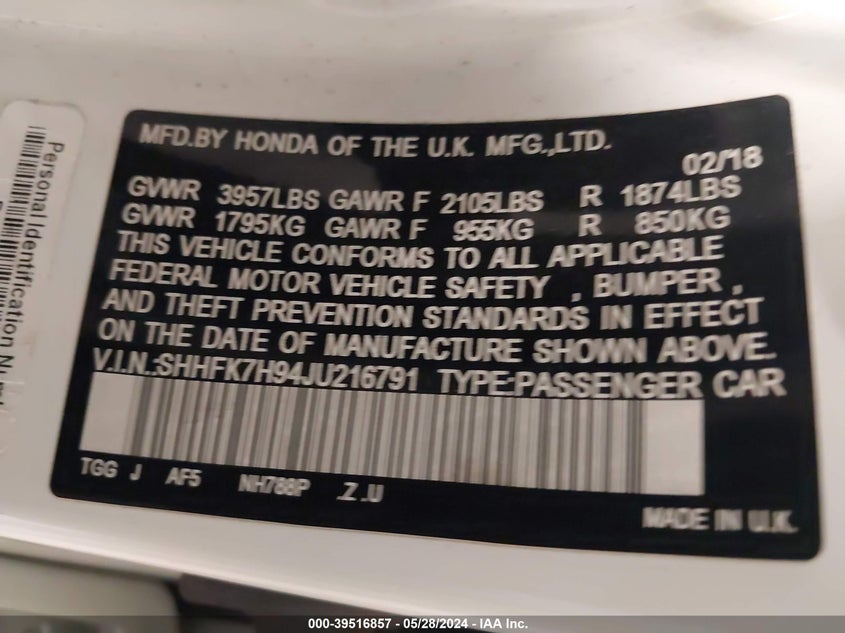 MFD.BY HONDA OF THE U.K. MFG.,LTD.
02/18
GVWR 3957LBS GAWR F 2105LBS R 1874LBS
GVWR 1795KG GAWR F 955KG R 850KG
THIS VEHICLE CONFORMS TO ALL APPLICABLE
FEDERAL MOTOR VEHICLE SAFETY , BUMPER ,
AND THEFT PREVENTION STANDARDS IN EFFECT
ON THE DATE OF MANUFACTURE SHOWN ABOVE.
V.I.N.:SHHFK7H94JU216791 TYPE:PASSENGER CAR
TGG J AF5 NH788P .Z .U
MADE IN U.K.
Personal Identification
000-39516857 / 05/28/2024 - IAA Inc.